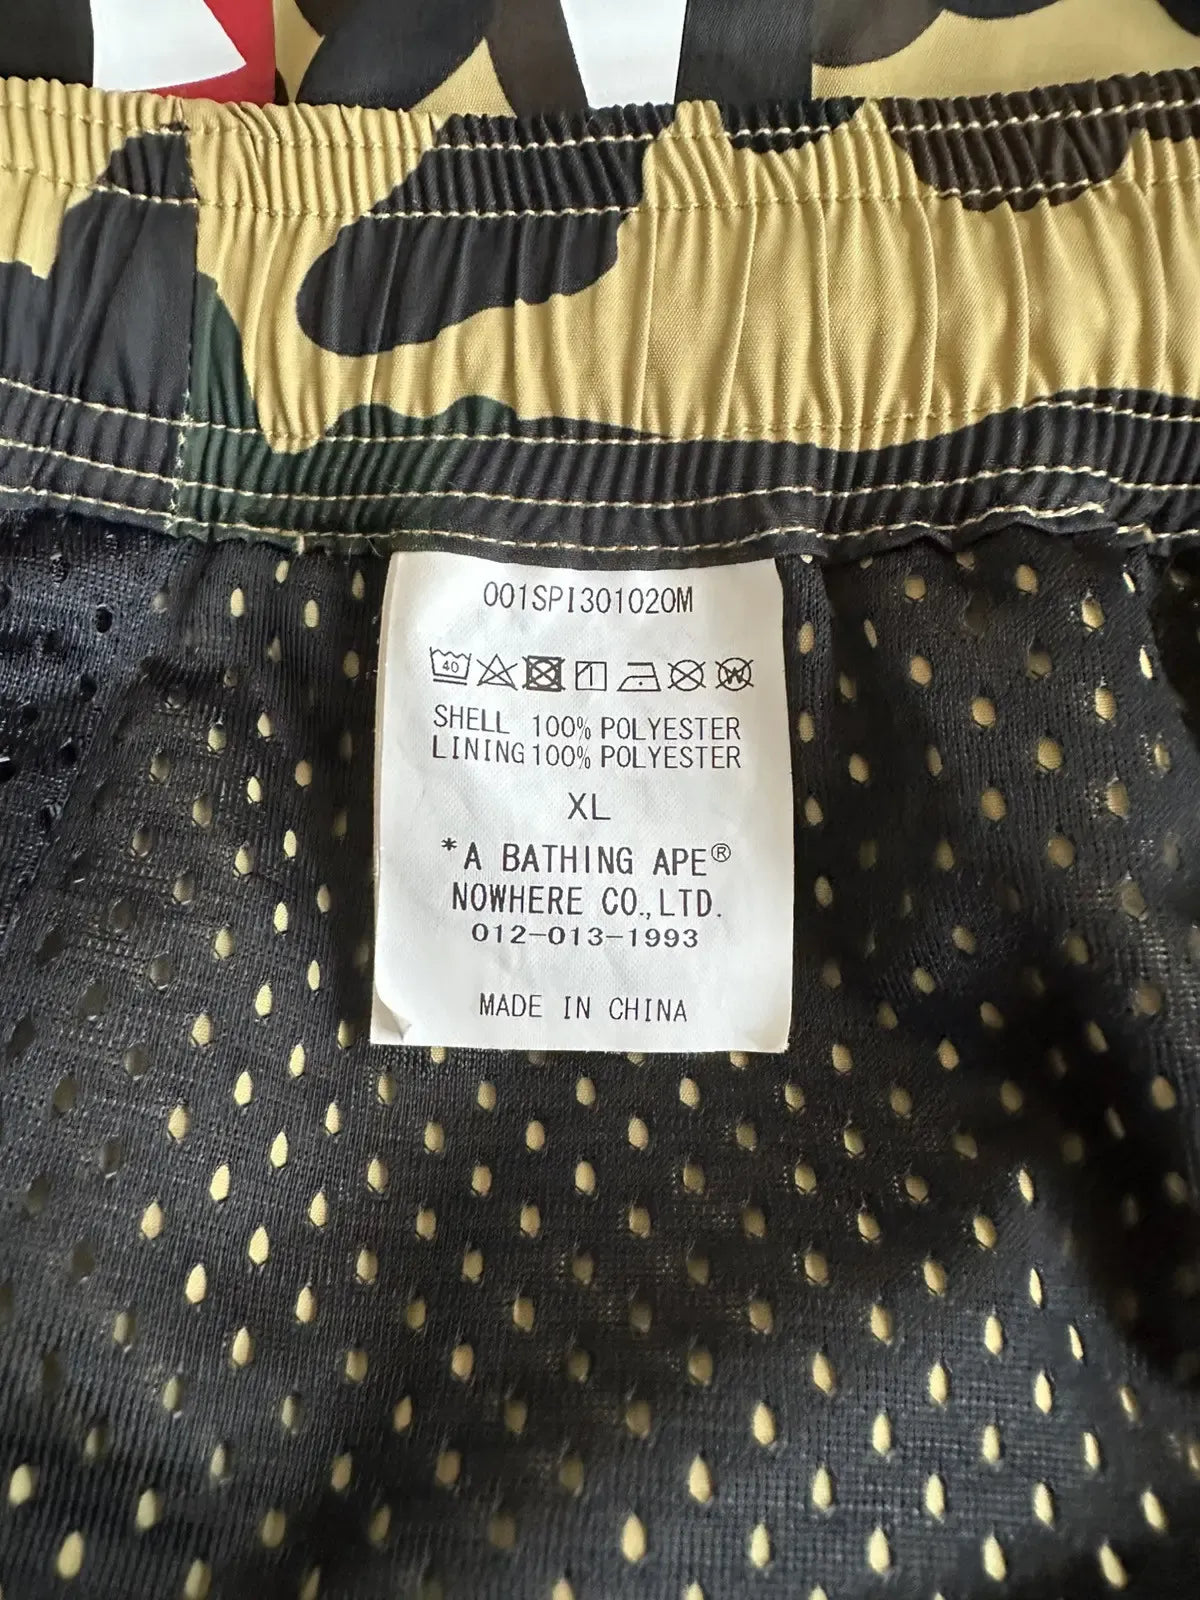 001SPI301020M
40 W
SHELL 100% POLYESTER
LINING 100% POLYESTER
XL
*A BATHING APE®
NOWHERE CO.,LTD.
012-013-1993
MADE IN CHINA